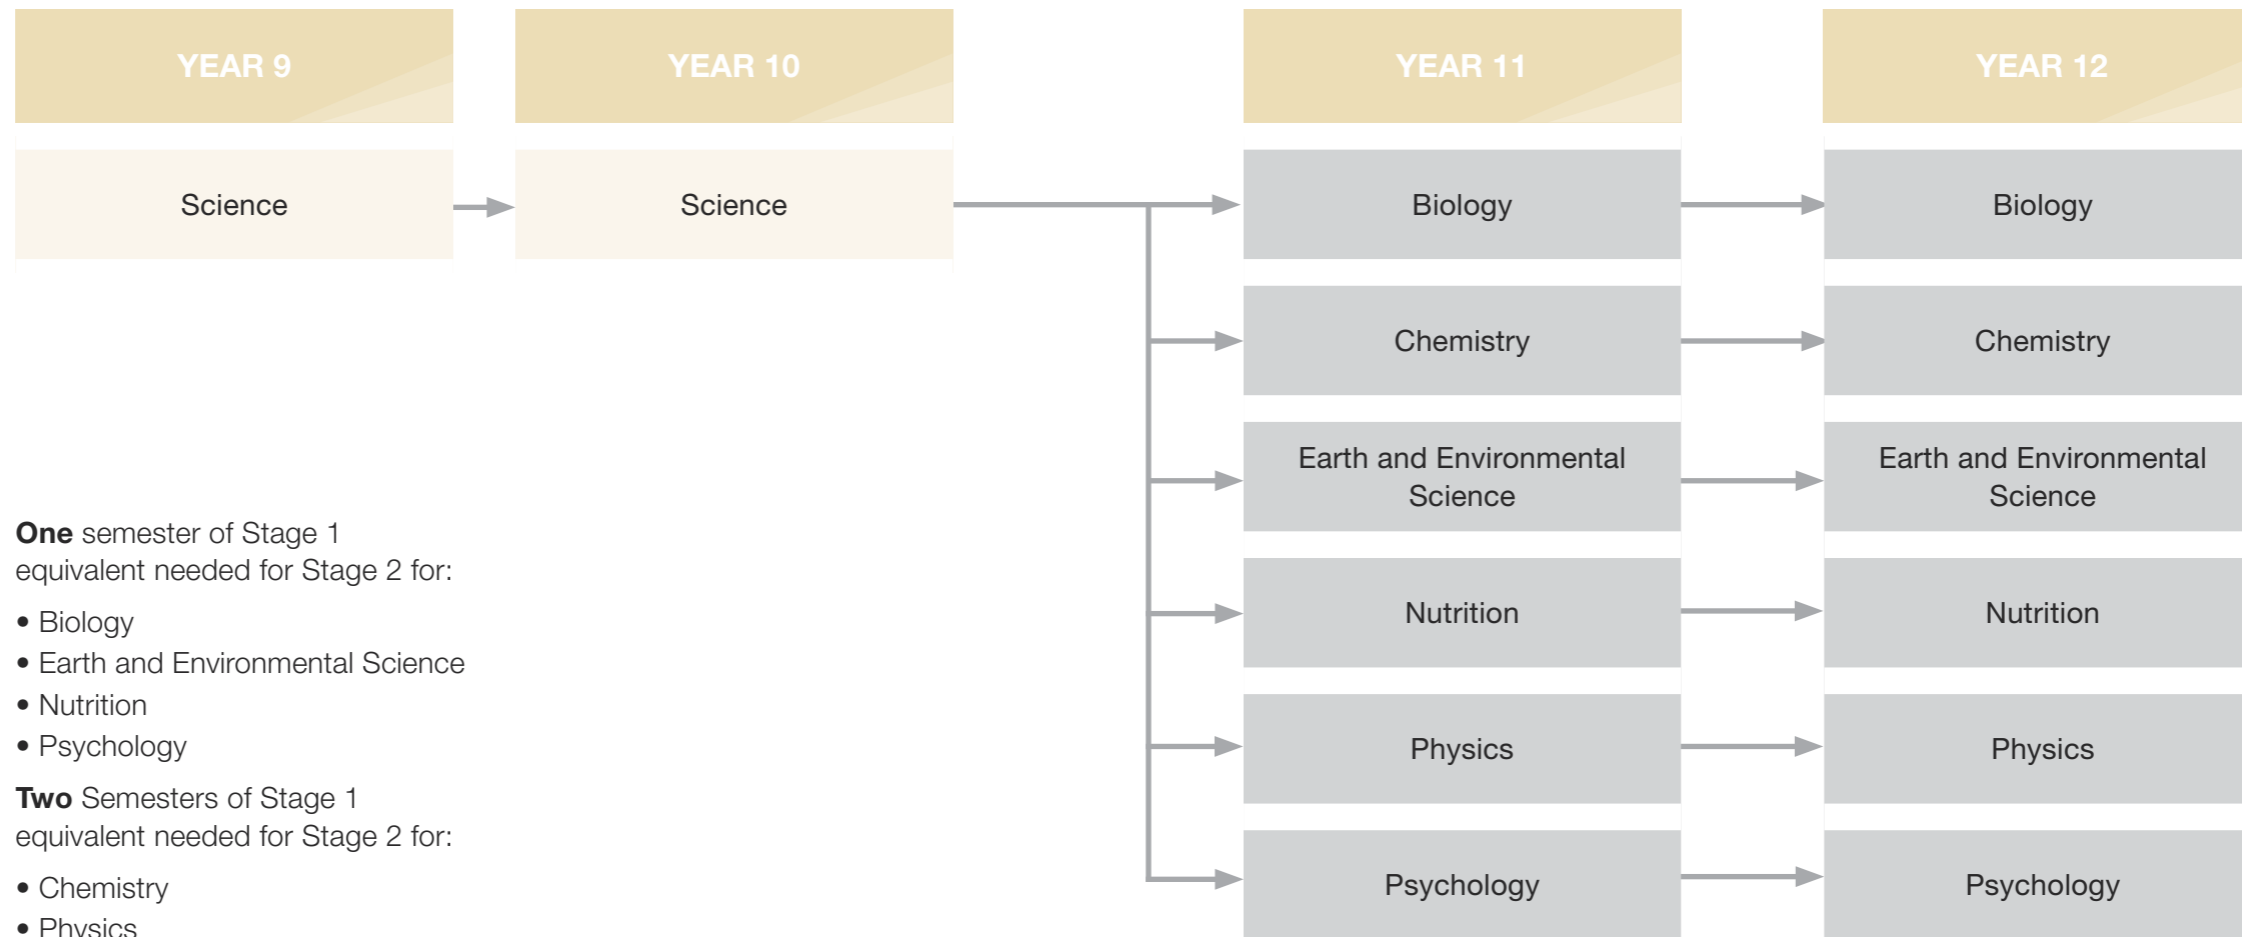 YEAR 9
YEAR 10
YEAR 11
YEAR 12
Science
Science
Biology
Biology
Chemistry
Chemistry
Earth and Environmental
Science
Earth and Environmental
Science
Nutrition
Nutrition
Physics
Physics
Psychology
Psychology
One semester of Stage 1
equivalent needed for Stage 2 for:
• Biology
• Earth and Environmental Science
• Nutrition
• Psychology
Two Semesters of Stage 1
equivalent needed for Stage 2 for:
• Chemistry
• Physics